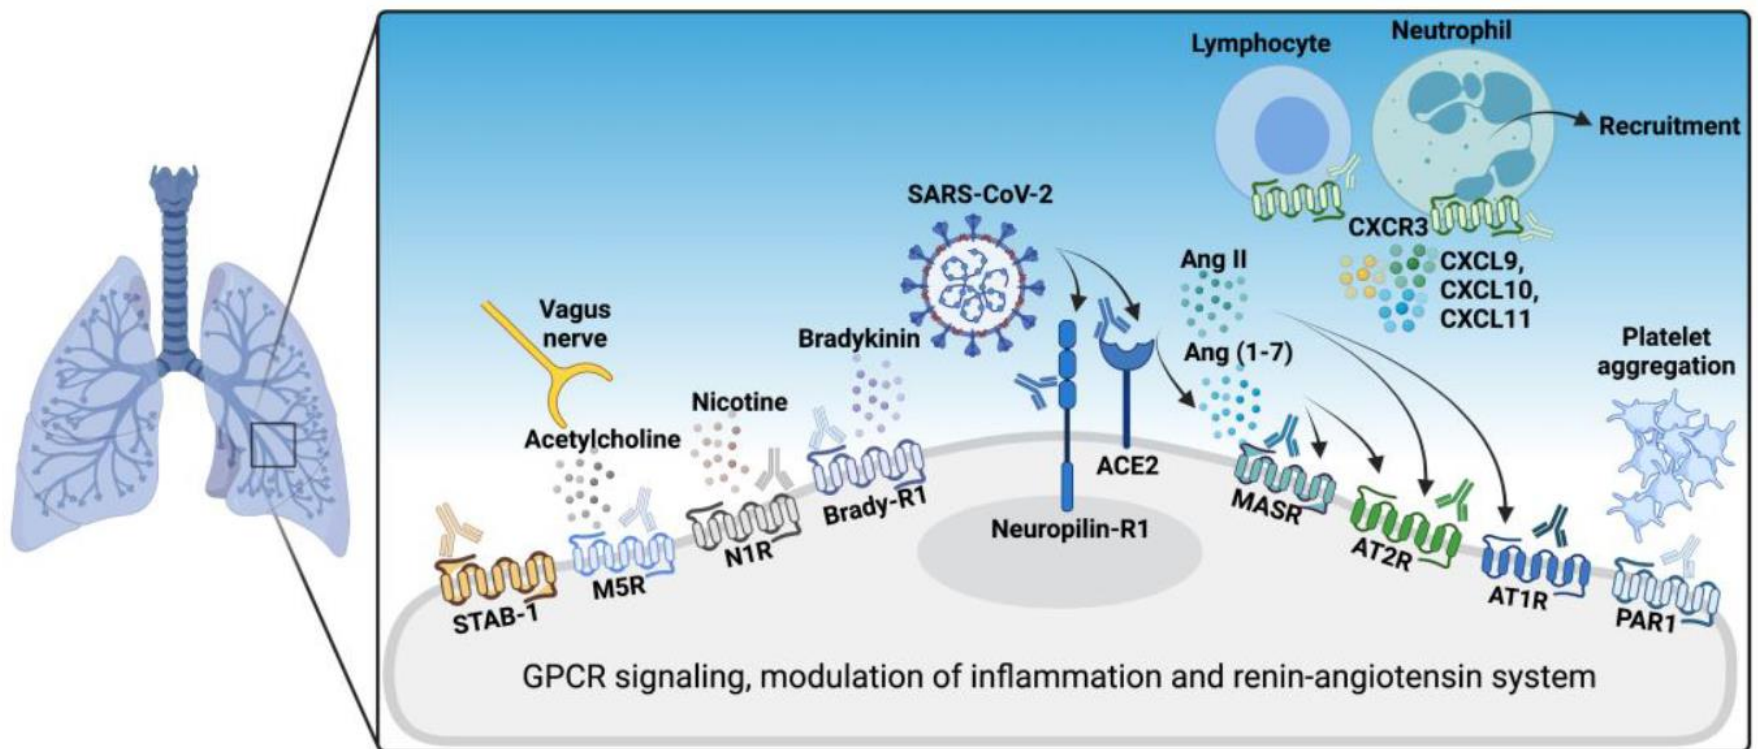 Lymphocyte
Neutrophil
Recruitment
SARS-CoV-2
CXCR3
Ang II
CXCL9,
CXCL10,
CXCL11
Vagus
nerve
Bradykinin
Ang (1-7)
Platelet
aggregation
Nicotine
Acetylcholine
ACE2
Brady-R1
MASR
Neuropilin-R1
N1R
AT2R
M5R
AT1R
STAB-1
PAR1
GPCR signaling, modulation of inflammation and renin-angiotensin system